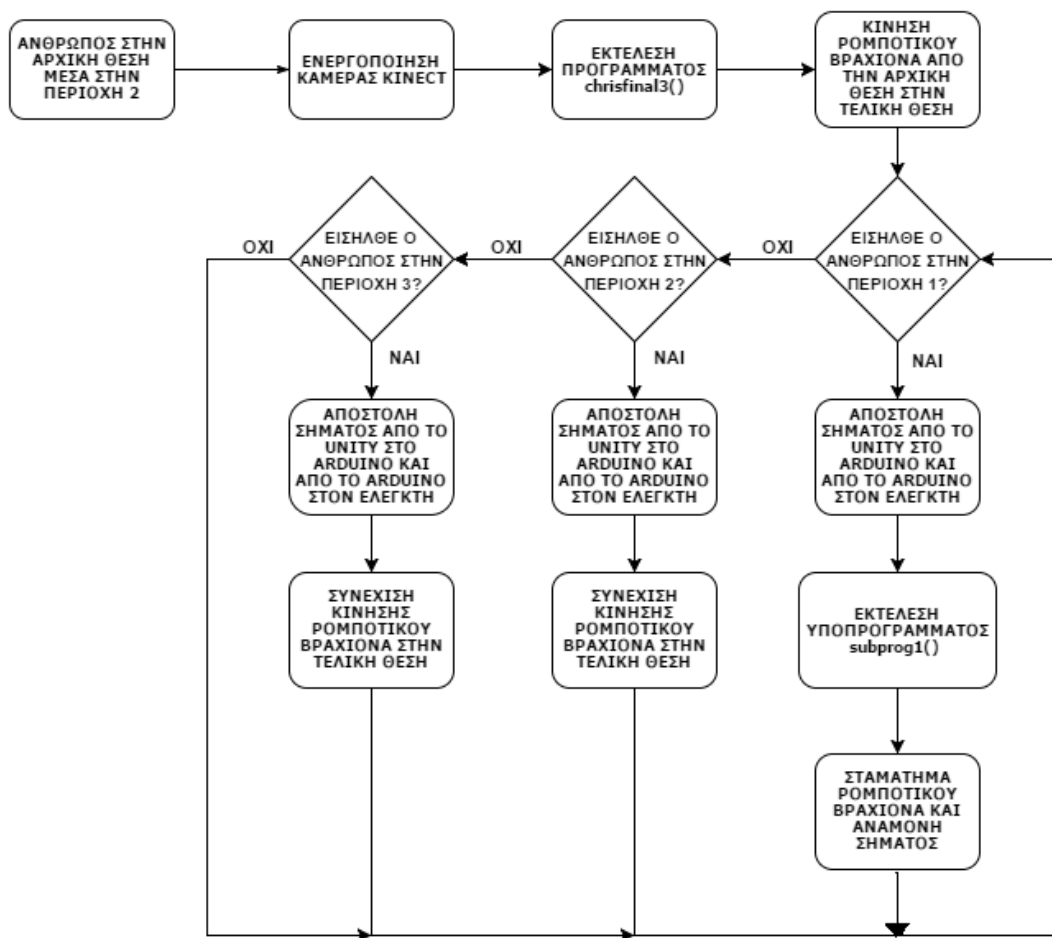 ΑΝΘΡΩΠΟΣ ΣΤΗΝ
ΑΡΧΙΚΗ ΘΕΣΗ
ΜΕΣΑ ΣΤΗΝ
ΠΕΡΙΟΧΗ 2
ΕΝΕΡΓΟΠΟΙΗΣΗ
ΚΑΜΕΡΑΣ KINECT
ΕΚΤΕΛΕΣΗ
ΠΡΟΓΡΑΜΜΑΤΟΣ
chrisfinal3()
ΚΙΝΗΣΗ
ΡΟΜΠΟΤΙΚΟΥ
ΒΡΑΧΙΟΝΑ ΑΠΟ
ΤΗΝ ΑΡΧΙΚΗ
ΘΕΣΗ ΣΤΗΝ
ΤΕΛΙΚΗ ΘΕΣΗ
ΟΧΙ
ΕΙΣΗΛΘΕ Ο
ΑΝΘΡΩΠΟΣ ΣΤΗΝ
ΠΕΡΙΟΧΗ 3?
ΟΧΙ
ΕΙΣΗΛΘΕ Ο
ΑΝΘΡΩΠΟΣ ΣΤΗΝ
ΠΕΡΙΟΧΗ 2?
ΟΧΙ
ΕΙΣΗΛΘΕ Ο
ΑΝΘΡΩΠΟΣ ΣΤΗΝ
ΠΕΡΙΟΧΗ 1?
ΝΑΙ
ΝΑΙ
ΝΑΙ
ΑΠΟΣΤΟΛΗ
ΣΗΜΑΤΟΣ ΑΠΟ ΤΟ
UNITY ΣΤΟ
ARDUINO ΚΑΙ
ΑΠΟ ΤΟ ARDUINO
ΣΤΟΝ ΕΛΕΓΚΤΗ
ΑΠΟΣΤΟΛΗ
ΣΗΜΑΤΟΣ ΑΠΟ ΤΟ
UNITY ΣΤΟ
ARDUINO ΚΑΙ
ΑΠΟ ΤΟ ARDUINO
ΣΤΟΝ ΕΛΕΓΚΤΗ
ΑΠΟΣΤΟΛΗ
ΣΗΜΑΤΟΣ ΑΠΟ ΤΟ
UNITY ΣΤΟ
ARDUINO ΚΑΙ
ΑΠΟ ΤΟ ARDUINO
ΣΤΟΝ ΕΛΕΓΚΤΗ
ΣΥΝΕΧΙΣΗ
ΚΙΝΗΣΗΣ
ΡΟΜΠΟΤΙΚΟΥ
ΒΡΑΧΙΟΝΑ ΣΤΗΝ
ΤΕΛΙΚΗ ΘΕΣΗ
ΣΥΝΕΧΙΣΗ
ΚΙΝΗΣΗΣ
ΡΟΜΠΟΤΙΚΟΥ
ΒΡΑΧΙΟΝΑ ΣΤΗΝ
ΤΕΛΙΚΗ ΘΕΣΗ
ΕΚΤΕΛΕΣΗ
ΥΠΟΠΡΟΓΡΑΜΜΑΤΟΣ
subprog1()
ΣΤΑΜΑΤΗΜΑ
ΡΟΜΠΟΤΙΚΟΥ
ΒΡΑΧΙΟΝΑ ΚΑΙ
ΑΝΑΜΟΝΗ
ΣΗΜΑΤΟΣ